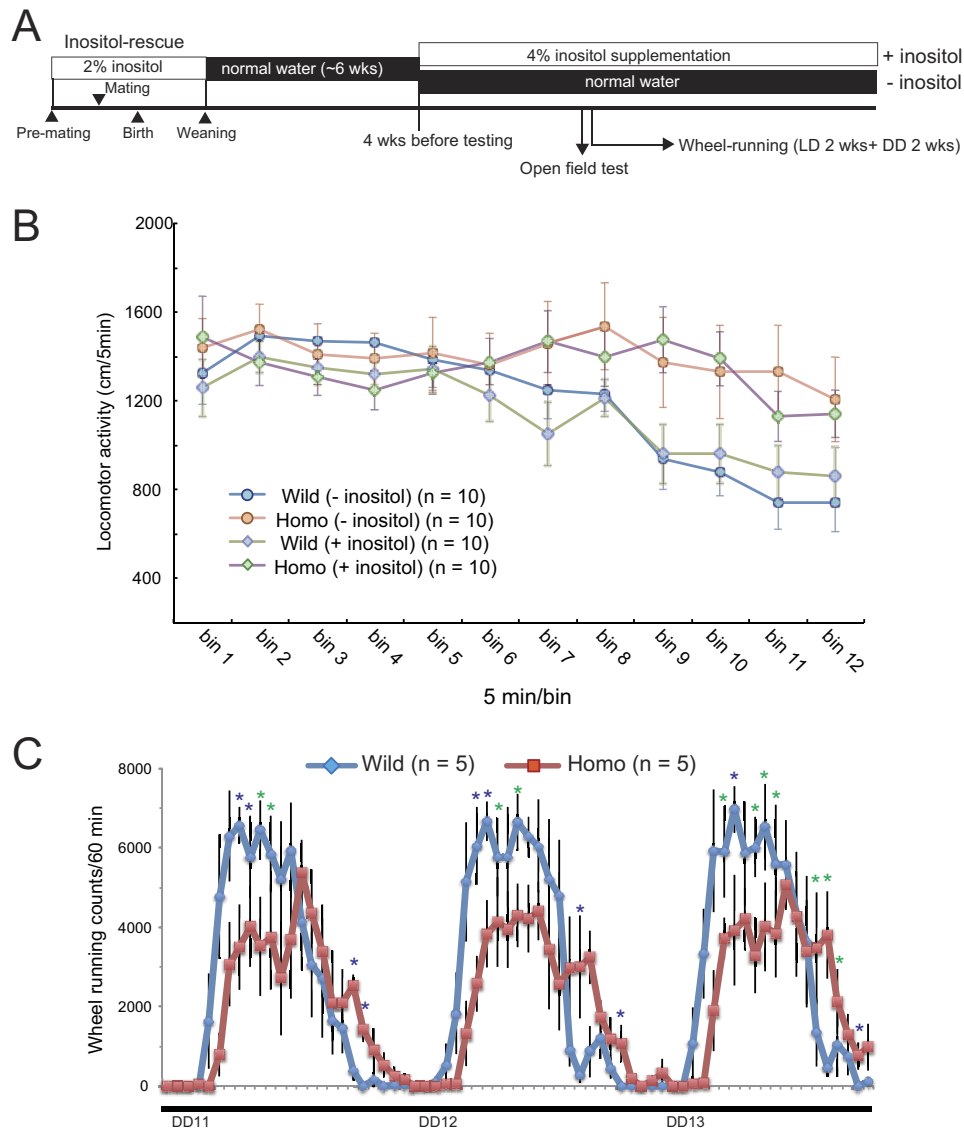 A
Inositol-rescue
2% inositol
normal water (~6 wks)
4% inositol supplementation
+ inositol
normal water
- inositol
Mating
Pre-mating
Birth
Weaning
4 wks before testing
Open field test
Wheel-running (LD 2 wks+ DD 2 wks)
B
Locomotor activity (cm/5min)
2000
1600
1200
800
400
Wild (- inositol) (n = 10)
Homo (- inositol) (n = 10)
Wild (+ inositol) (n = 10)
Homo (+ inositol) (n = 10)
bin 1
bin 2
bin 3
bin 4
bin 5
bin 6
bin 7
bin 8
bin 9
bin 10
bin 11
bin 12
5 min/bin
C
Wild (n = 5)
Homo (n = 5)
Wheel running counts/60 min
8000
6000
4000
2000
0
* * * *
* *
* * * *
* *
* * * * *
* * * *
DD11
DD12
DD13